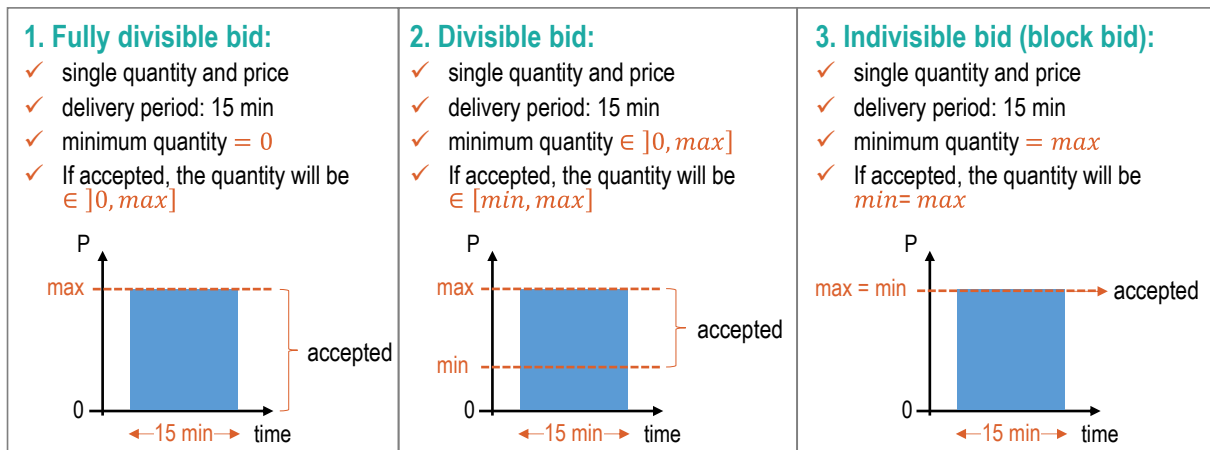 1. Fully divisible bid:
✓ single quantity and price
✓ delivery period: 15 min
✓ minimum quantity = 0
✓ If accepted, the quantity will be
∈ ]0, max]
P
max
accepted
0
15 min
time
2. Divisible bid:
✓ single quantity and price
✓ delivery period: 15 min
✓ minimum quantity ∈ ]0, max]
✓ If accepted, the quantity will be
∈ [min, max]
P
max
accepted
min
0
15 min
time
3. Indivisible bid (block bid):
✓ single quantity and price
✓ delivery period: 15 min
✓ minimum quantity = max
✓ If accepted, the quantity will be
min= max
P
max = min
accepted
0
15 min
time